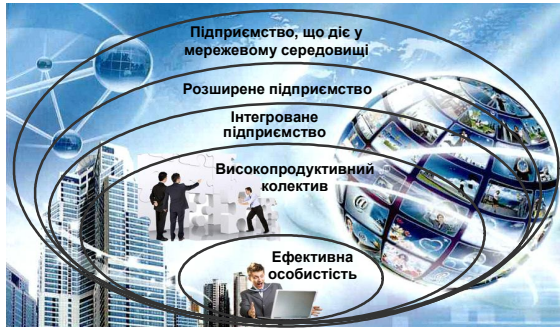 Підприємство, що діє у
мережевому середовищі
Розширене підприємство
Інтегроване
підприємство
Високопродуктивний
колектив
Ефективна
особистість